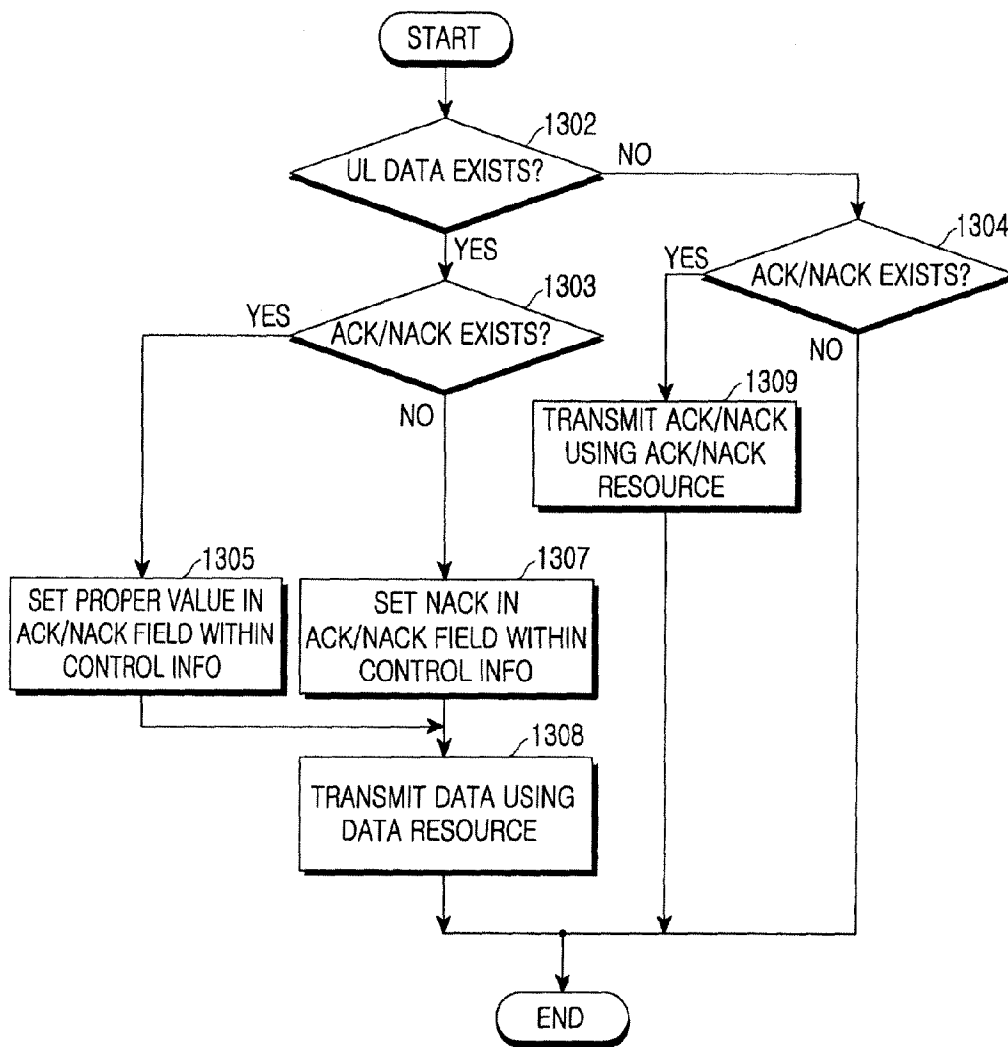 START
1302
UL DATA EXISTS?
NO
YES
1304
YES
ACK/NACK EXISTS?
NO
1303
YES
ACK/NACK EXISTS?
NO
1309
TRANSMIT ACK/NACK
USING ACK/NACK
RESOURCE
1305
SET PROPER VALUE IN
ACK/NACK FIELD WITHIN
CONTROL INFO
1307
SET NACK IN
ACK/NACK FIELD WITHIN
CONTROL INFO
1308
TRANSMIT DATA USING
DATA RESOURCE
END